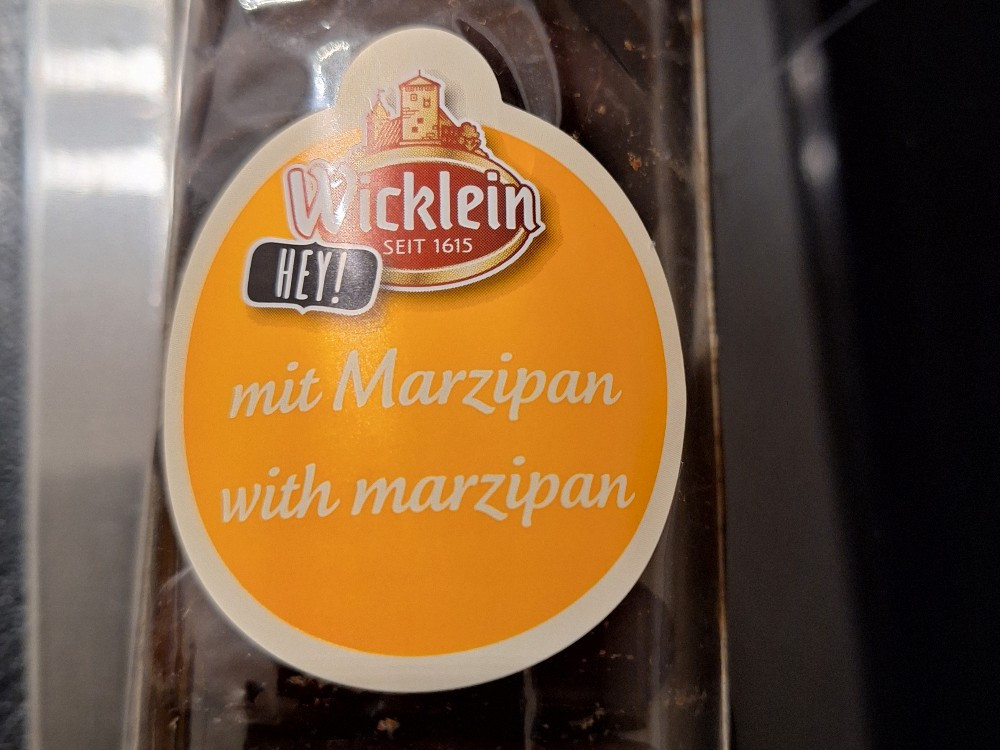 Wicklein
SEIT 1615
HEY!
mit Marzipan
with marzipan